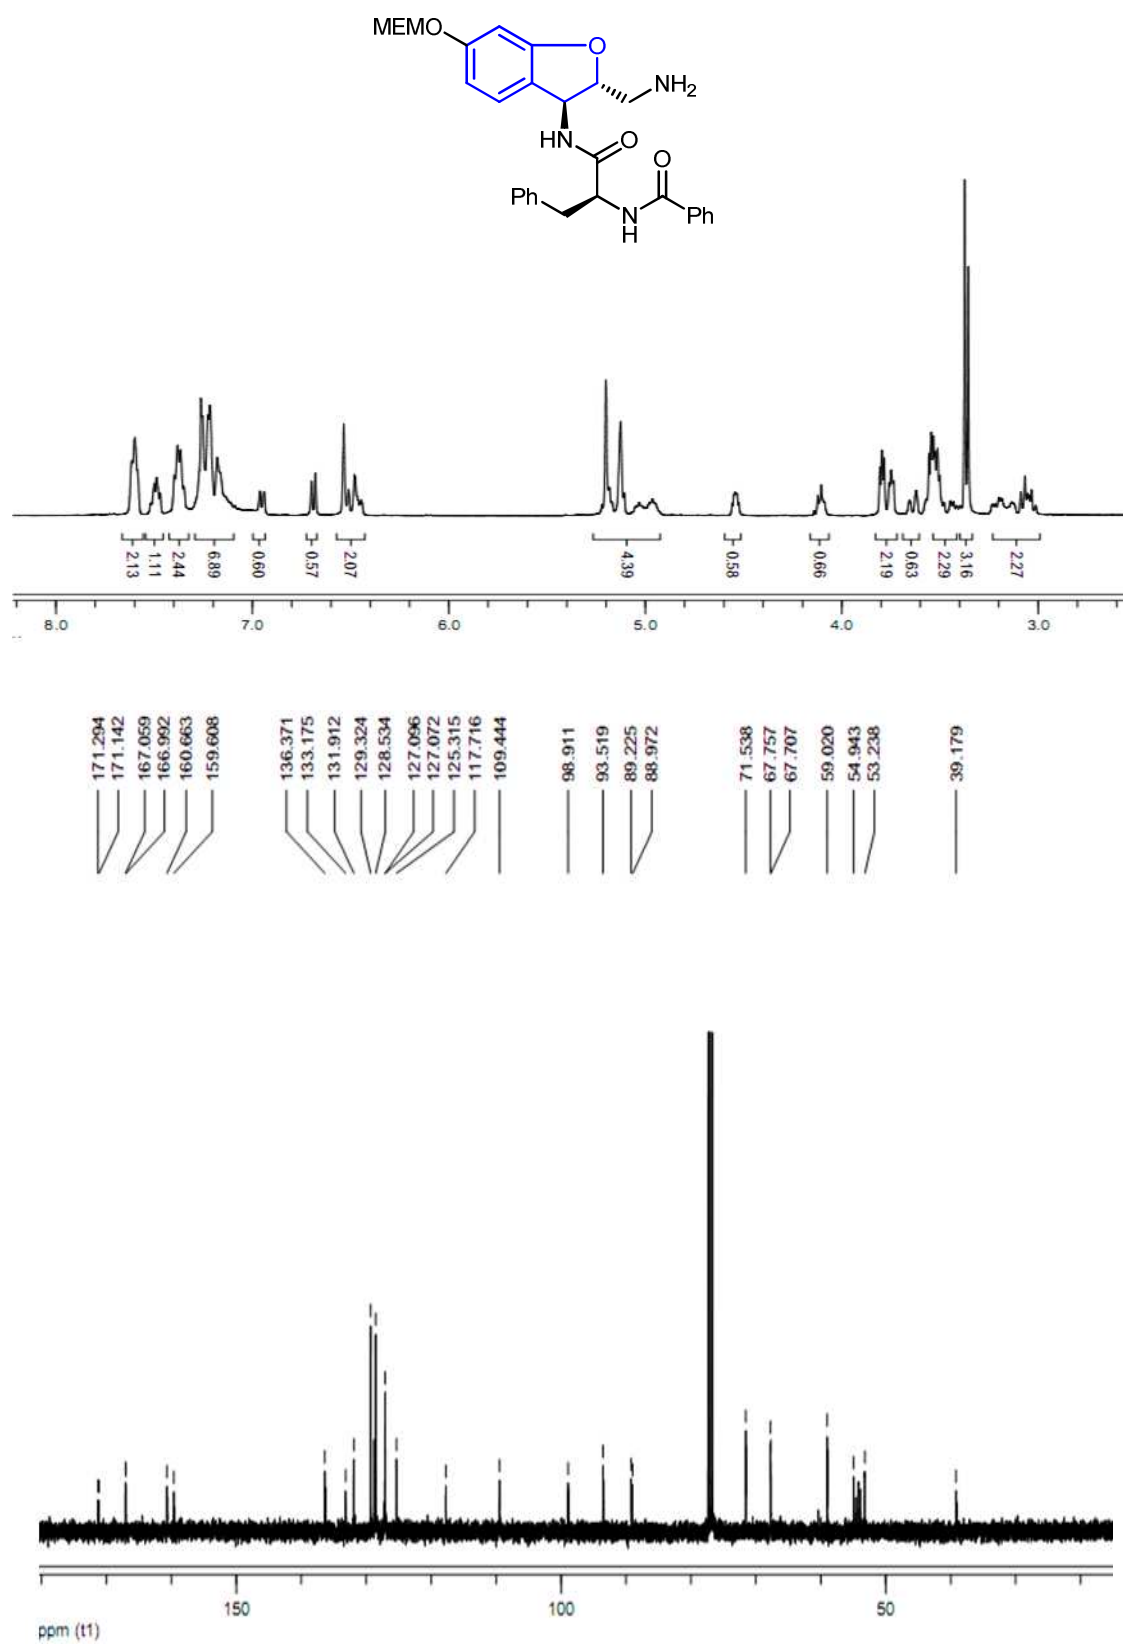 MEMO
O
NH2
HN
O
O
Ph
N
H
Ph
2.13 1.11 2.44 6.89 0.60 0.57 2.07 4.39 0.58 0.66 2.19 0.63 2.29 3.16 2.27
8.0 7.0 6.0 5.0 4.0 3.0
171.294 171.142 167.059 166.992 160.663 159.608 136.371 133.175 131.912 129.324 128.534 127.096 127.072 125.315 117.716 109.444 98.911 93.519 89.225 88.972 71.538 67.757 67.707 59.020 54.943 53.238 39.179
150 100 50
ppm (t1)